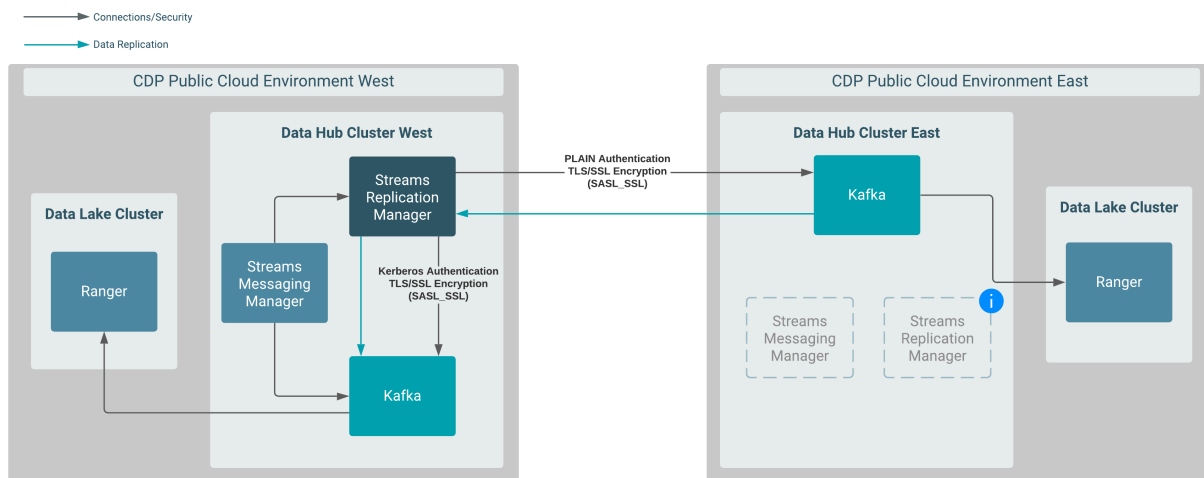 Connections/Security
Data Replication
CDP Public Cloud Environment West
Data Hub Cluster West
Streams
Replication
Manager
Data Lake Cluster
Ranger
Streams
Messaging
Manager
Kerberos Authentication
TLS/SSL Encryption
(SASL_SSL)
Kafka
PLAIN Authentication
TLS/SSL Encryption
(SASL_SSL)
CDP Public Cloud Environment East
Data Hub Cluster East
Kafka
Streams
Messaging
Manager
Streams
Replication
Manager
i
Data Lake Cluster
Ranger